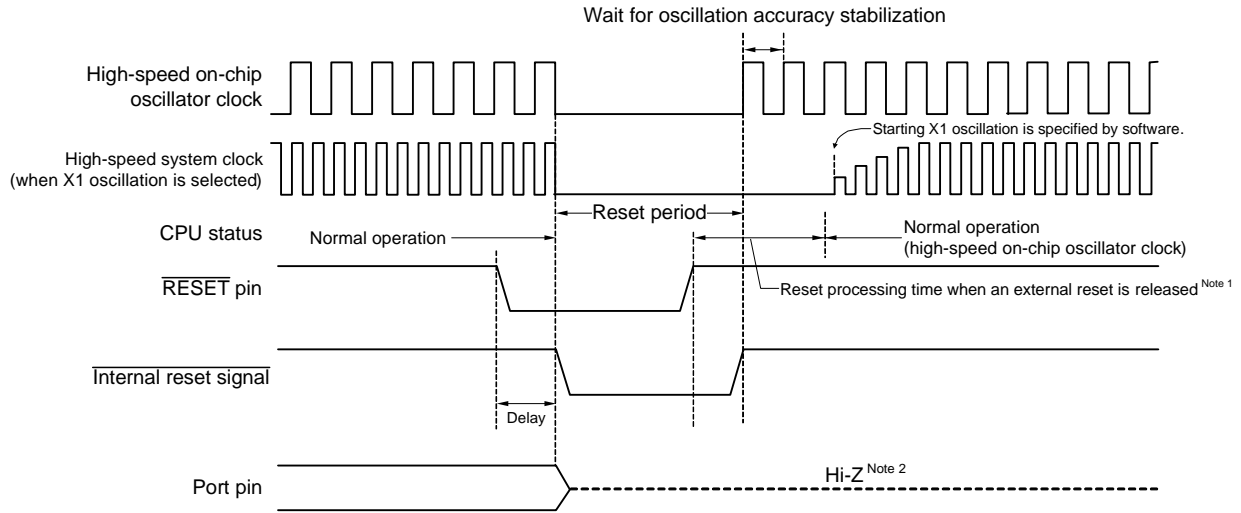 Wait for oscillation accuracy stabilization
High-speed on-chip
oscillator clock
Starting X1 oscillation is specified by software.
High-speed system clock
(when X1 oscillation is selected)
Reset period
CPU status
Normal operation
Normal operation
(high-speed on-chip oscillator clock)
RESET pin
Reset processing time when an external reset is released Note 1
Internal reset signal
Delay
Hi-Z Note 2
Port pin